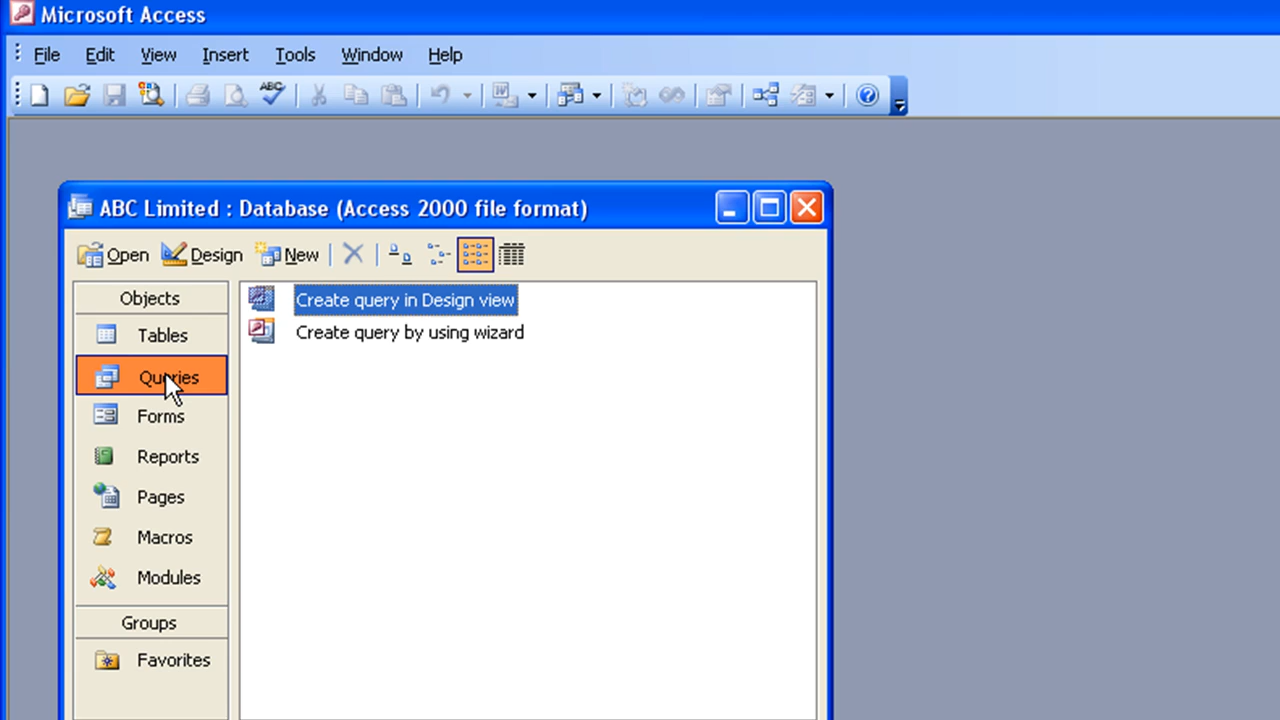 Microsoft Access
File Edit View Insert Tools Window Help
ABC
ABC Limited : Database (Access 2000 file format)
Open Design New
Objects
Tables
Queries
Forms
Reports
Pages
Macros
Modules
Groups
Favorites
Create query in Design view
Create query by using wizard